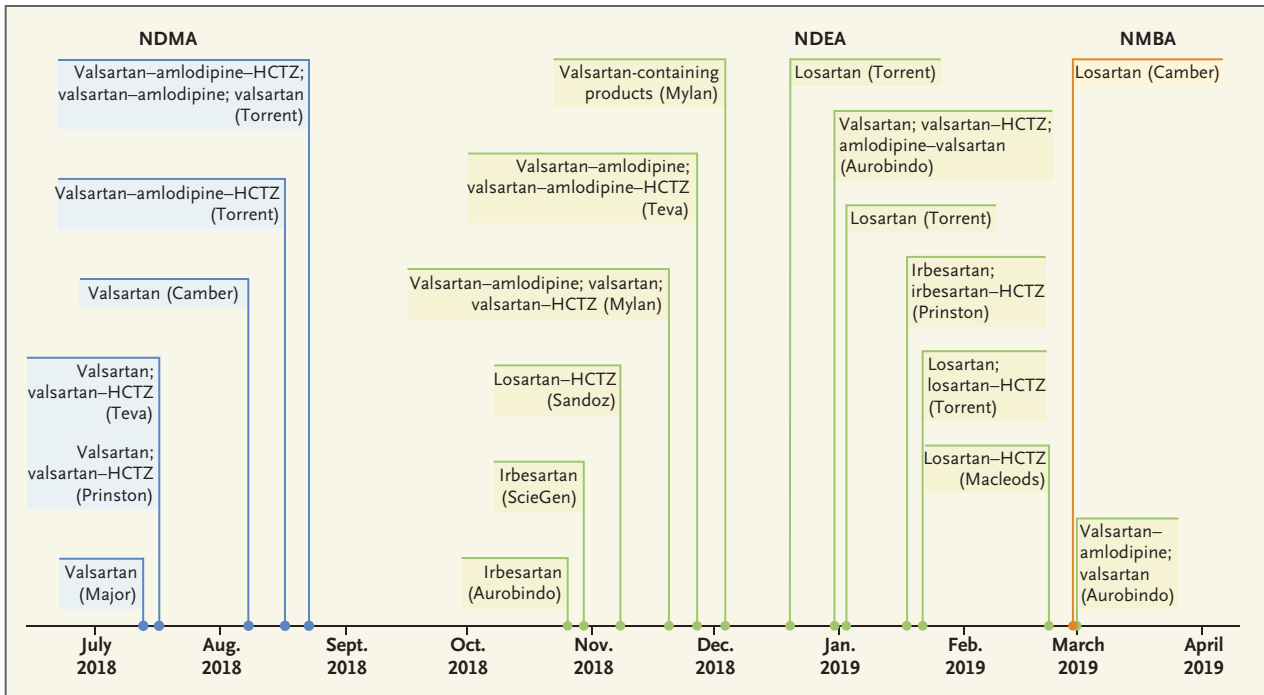 NDMA
Valsartan–amlodipine–HCTZ;
valsartan–amlodipine; valsartan
(Torrent)
Valsartan–amlodipine–HCTZ
(Torrent)
Valsartan (Camber)
Valsartan;
valsartan–HCTZ
(Teva)
Valsartan;
valsartan–HCTZ
(Prinston)
Valsartan
(Major)
NDEA
Valsartan-containing
products (Mylan)
Valsartan–amlodipine;
valsartan–amlodipine–HCTZ
(Teva)
Valsartan–amlodipine; valsartan;
valsartan–HCTZ (Mylan)
Losartan–HCTZ
(Sandoz)
Irbesartan
(ScieGen)
Irbesartan
(Aurobindo)
Losartan (Torrent)
Valsartan; valsartan–HCTZ;
amlodipine–valsartan
(Aurobindo)
Losartan (Torrent)
Irbesartan;
irbesartan–HCTZ
(Prinston)
Losartan;
losartan–HCTZ
(Torrent)
Losartan–HCTZ
(Macleods)
NMBA
Losartan (Camber)
Valsartan–
amlodipine;
valsartan
(Aurobindo)
July
2018
Aug.
2018
Sept.
2018
Oct.
2018
Nov.
2018
Dec.
2018
Jan.
2019
Feb.
2019
March
2019
April
2019